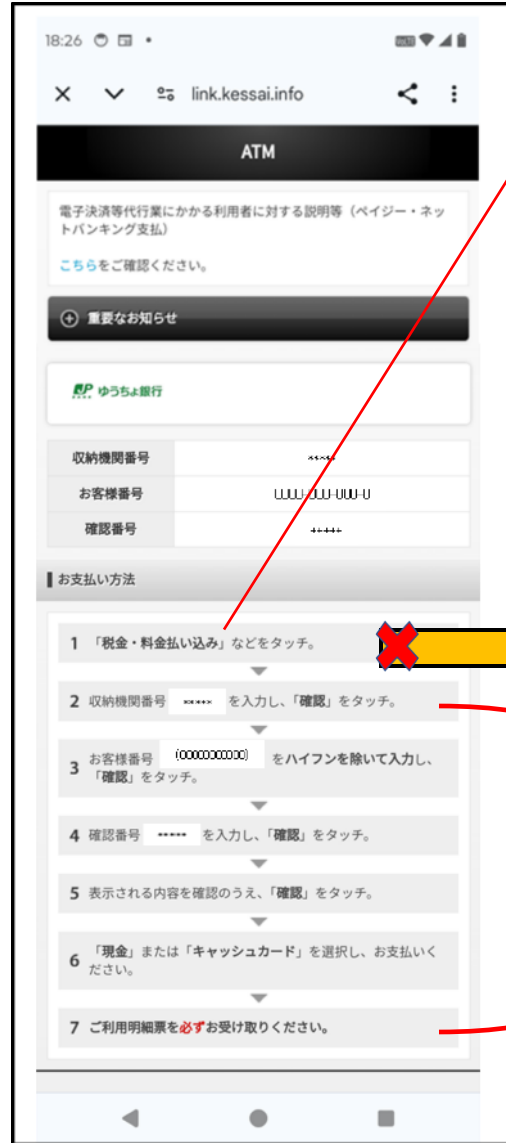 18:26
link.kessai.info
ATM
電子決済等代行業にかかる利用者に対する説明等（ペイジー・ネッ
トバンキング支払）
こちらをご確認ください。
重要なお知らせ
ゆうちょ銀行
収納機関番号 *****
お客様番号
確認番号 *****
お支払い方法
1 「税金・料金払い込み」などをタッチ。
2 収納機関番号 ***** を入力し、「確認」をタッチ。
3 お客様番号 (00000000000) をハイフンを除いて入力し、
「確認」をタッチ。
4 確認番号 ***** を入力し、「確認」をタッチ。
5 表示される内容を確認のうえ、「確認」をタッチ。
6 「現金」または「キャッシュカード」を選択し、お支払いく
ださい。
7 ご利用明細票を必ずお受け取りください。